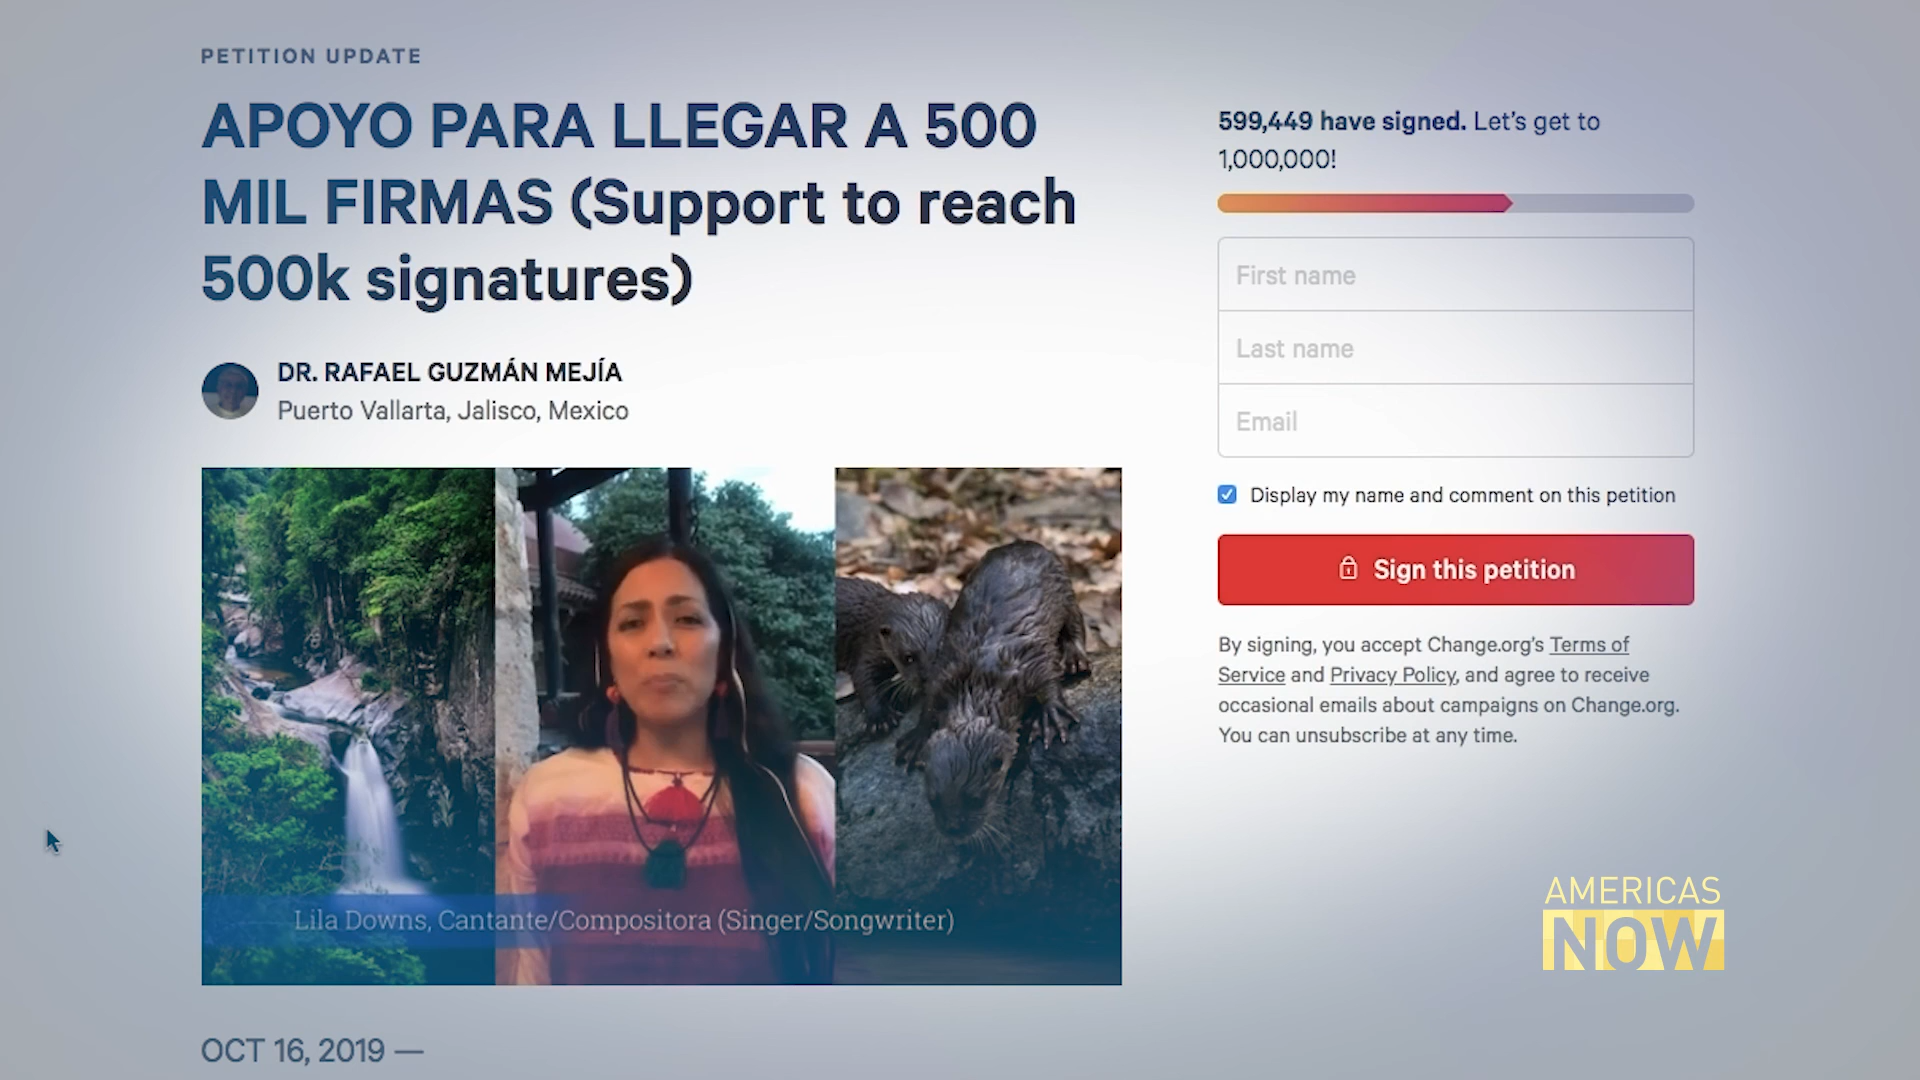 PETITION UPDATE
APOYO PARA LLEGAR A 500
MIL FIRMAS (Support to reach
500k signatures)
DR. RAFAEL GUZMÁN MEJÍA
Puerto Vallarta, Jalisco, Mexico
Lila Downs, Cantante/Compositora (Singer/Songwriter)
OCT 16, 2019 —
599,449 have signed. Let’s get to
1,000,000!
First name
Last name
Email
Display my name and comment on this petition
Sign this petition
By signing, you accept Change.org’s Terms of
Service and Privacy Policy, and agree to receive
occasional emails about campaigns on Change.org.
You can unsubscribe at any time.
AMERICAS
NOW